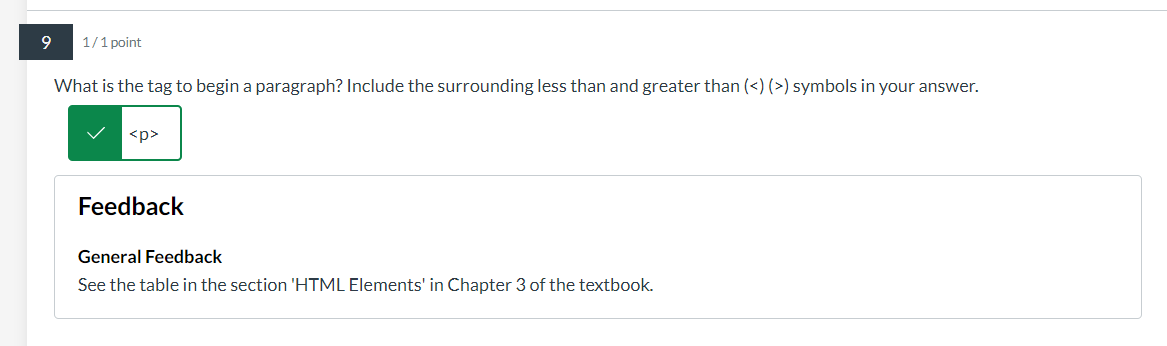 9
1 / 1 point
What is the tag to begin a paragraph? Include the surrounding less than and greater than (<) (>) symbols in your answer.
<p>
Feedback
General Feedback
See the table in the section 'HTML Elements' in Chapter 3 of the textbook.